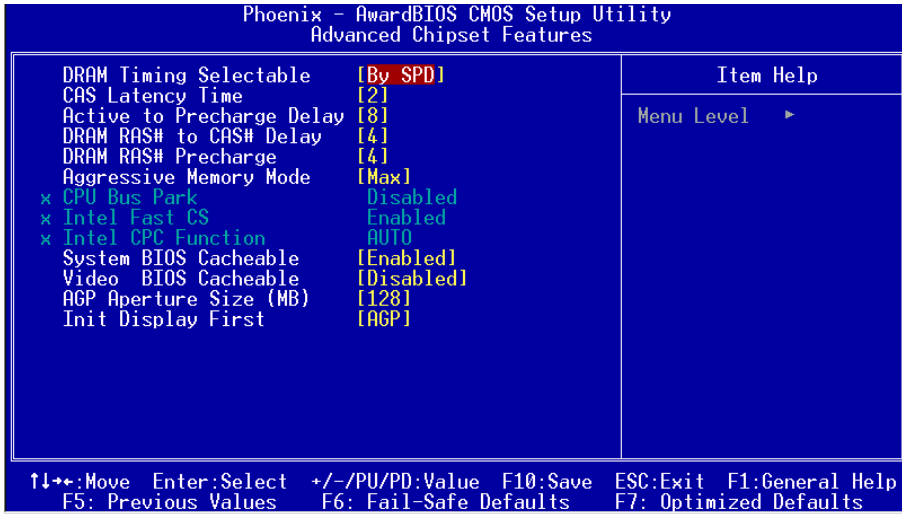 Phoenix - AwardBIOS CMOS Setup Utility
Advanced Chipset Features
DRAM Timing Selectable [By SPD]
CAS Latency Time [2]
Active to Precharge Delay [8]
DRAM RAS# to CAS# Delay [4]
DRAM RAS# Precharge [4]
Aggressive Memory Mode [Max]
x CPU Bus Park Disabled
x Intel Fast CS Enabled
x Intel CPC Function AUTO
System BIOS Cacheable [Enabled]
Video BIOS Cacheable [Disabled]
AGP Aperture Size (MB) [128]
Init Display First [AGP]
Item Help
Menu Level ►
↑↓→←:Move Enter:Select +/-/PU/PD:Value F10:Save ESC:Exit F1:General Help
F5: Previous Values F6: Fail-Safe Defaults F7: Optimized Defaults